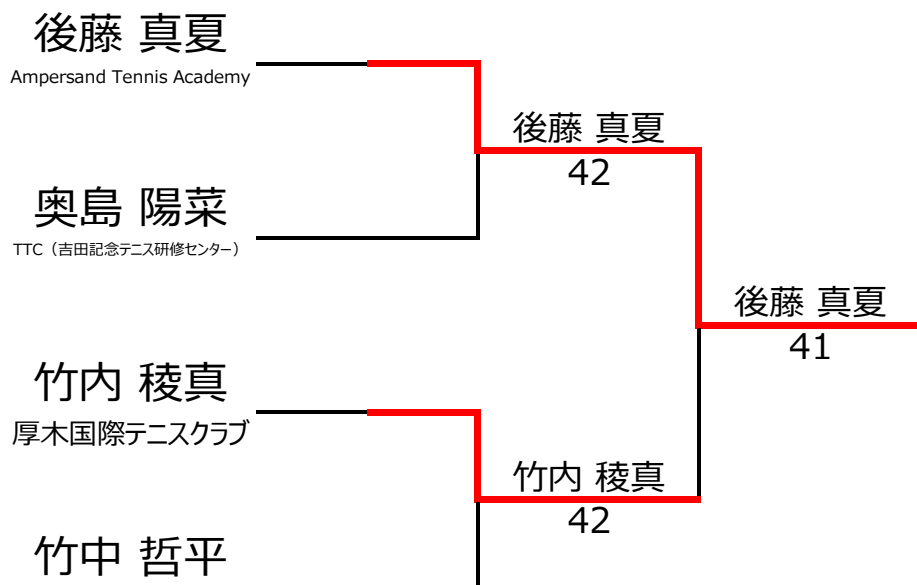 後藤 真夏
Ampersand Tennis Academy
後藤 真夏
42
奥島 陽菜
TTC（吉田記念テニス研修センター）
後藤 真夏
41
竹内 稜真
厚木国際テニスクラブ
竹内 稜真
42
竹中 哲平